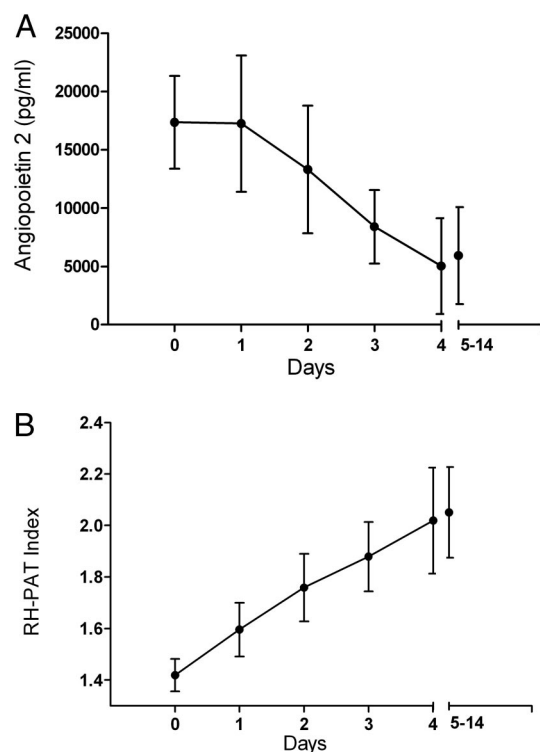 A
Angiopoietin 2 (pg/ml)
25000
20000
15000
10000
5000
0
0 1 2 3 4 5-14
Days
B
RH-PAT Index
2.4
2.2
2.0
1.8
1.6
1.4
0 1 2 3 4 5-14
Days